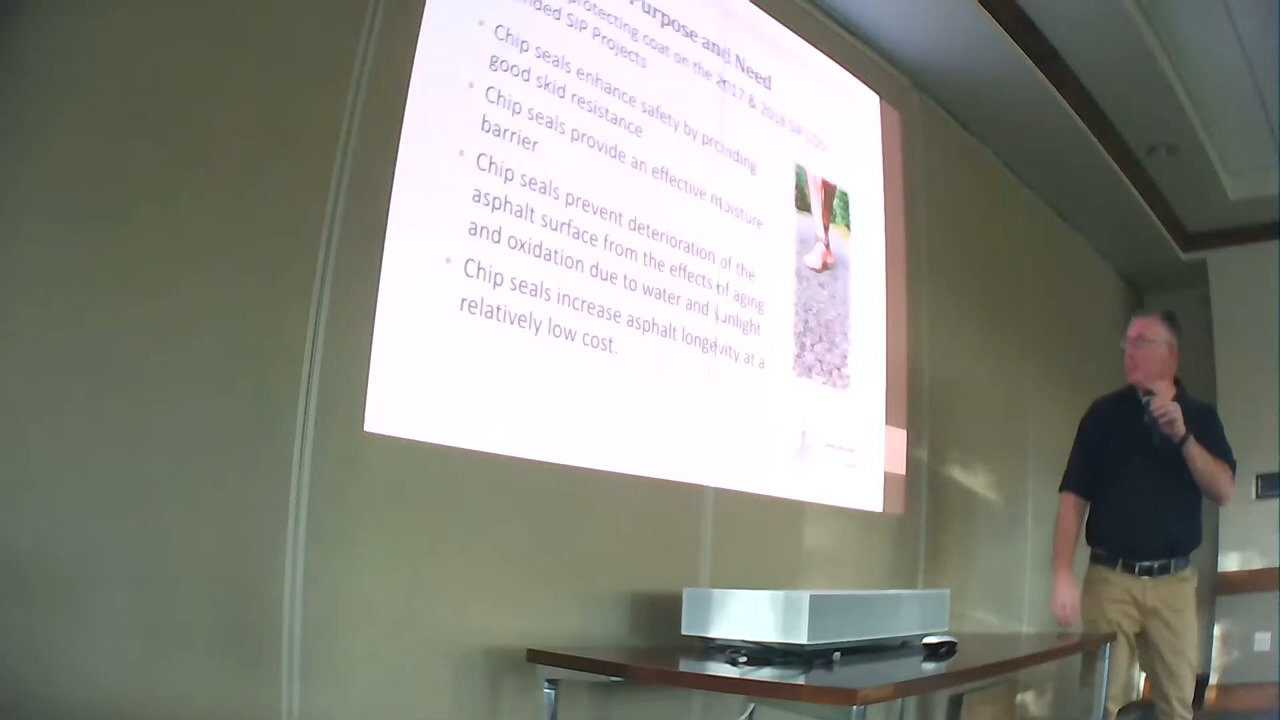 Purpose and Need
protecting coat on the 2017 & 2018 SIP
SIP Projects
• Chip seals enhance safety by providing
good skid resistance
• Chip seals provide an effective moisture
barrier
• Chip seals prevent deterioration of the
asphalt surface from the effects of aging
and oxidation due to water and sunlight
• Chip seals increase asphalt longevity at a
relatively low cost.